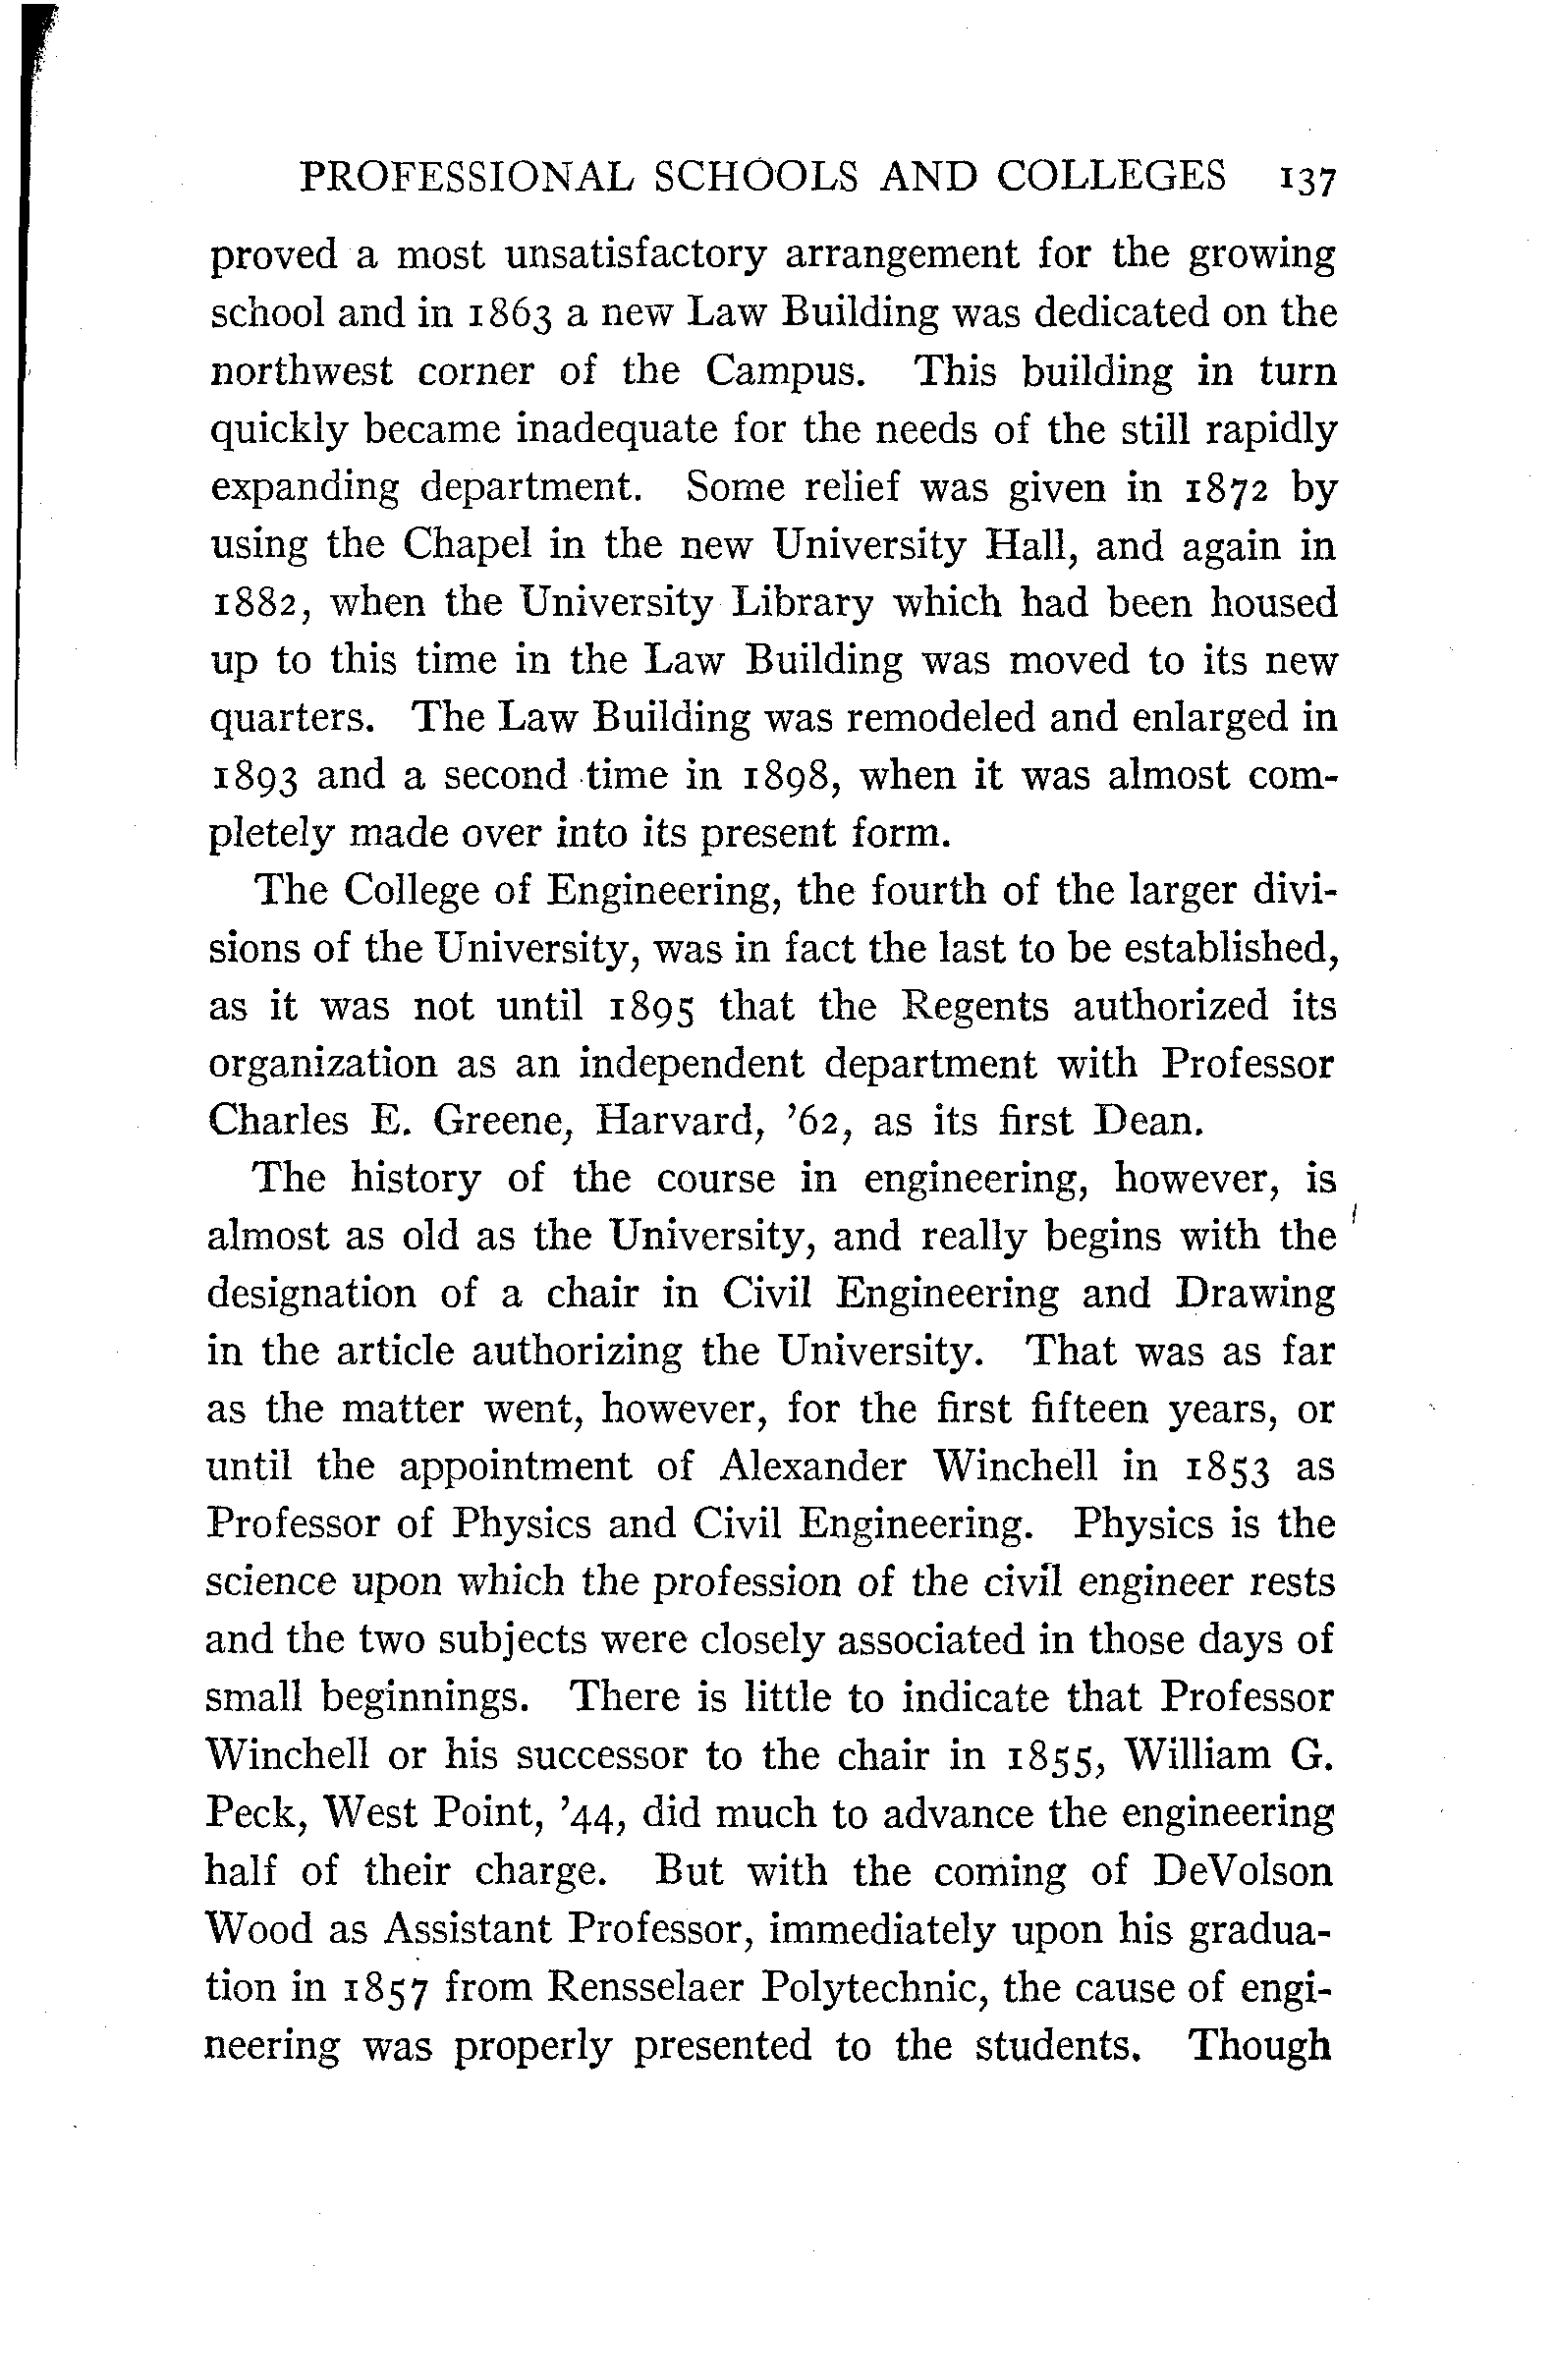 PROFESSIONAL SCHOOLS AND COLLEGES 137
proved a most unsatisfactory arrangement for the growing
school and in 1863 a new Law Building was dedicated on the
northwest corner of the Campus. This building in turn
quickly became inadequate for the needs of the still rapidly
expanding department. Some relief was given in 1872 by
using the Chapel in the new University Hall, and again in
1882, when the University Library which had been housed
up to this time in the Law Building was moved to its new
quarters. The Law Building was remodeled and enlarged in
1893 and a second time in 1898, when it was almost com-
pletely made over into its present form.
The College of Engineering, the fourth of the larger divi-
sions of the University, was in fact the last to be established,
as it was not until 1895 that the Regents authorized its
organization as an independent department with Professor
Charles E. Greene, Harvard, ’62, as its first Dean.
The history of the course in engineering, however, is
almost as old as the University, and really begins with the
designation of a chair in Civil Engineering and Drawing
in the article authorizing the University. That was as far
as the matter went, however, for the first fifteen years, or
until the appointment of Alexander Winchell in 1853 as
Professor of Physics and Civil Engineering. Physics is the
science upon which the profession of the civil engineer rests
and the two subjects were closely associated in those days of
small beginnings. There is little to indicate that Professor
Winchell or his successor to the chair in 1855, William G.
Peck, West Point, ’44, did much to advance the engineering
half of their charge. But with the coming of DeVolson
Wood as Assistant Professor, immediately upon his gradua-
tion in 1857 from Rensselaer Polytechnic, the cause of engi-
neering was properly presented to the students. Though